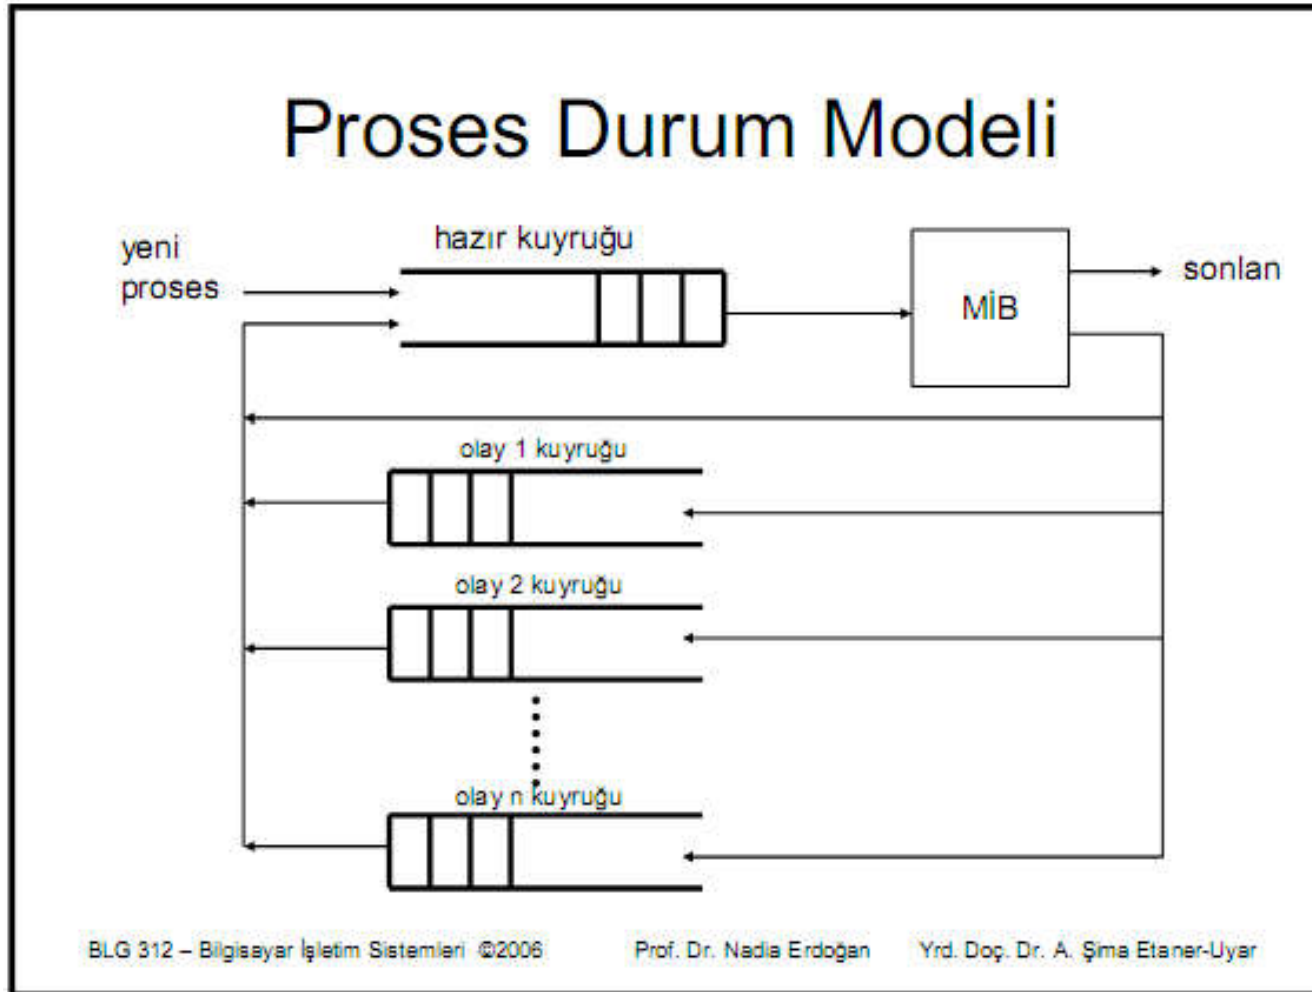 Proses Durum Modeli
yeni
proses
hazır kuyruğu
MİB
sonlan
olay 1 kuyruğu
olay 2 kuyruğu
olay n kuyruğu
BLG 312 – Bilgisayar İşletim Sistemleri ©2006 Prof. Dr. Nadia Erdoğan Yrd. Doç. Dr. A. Şima Etaner-Uyar